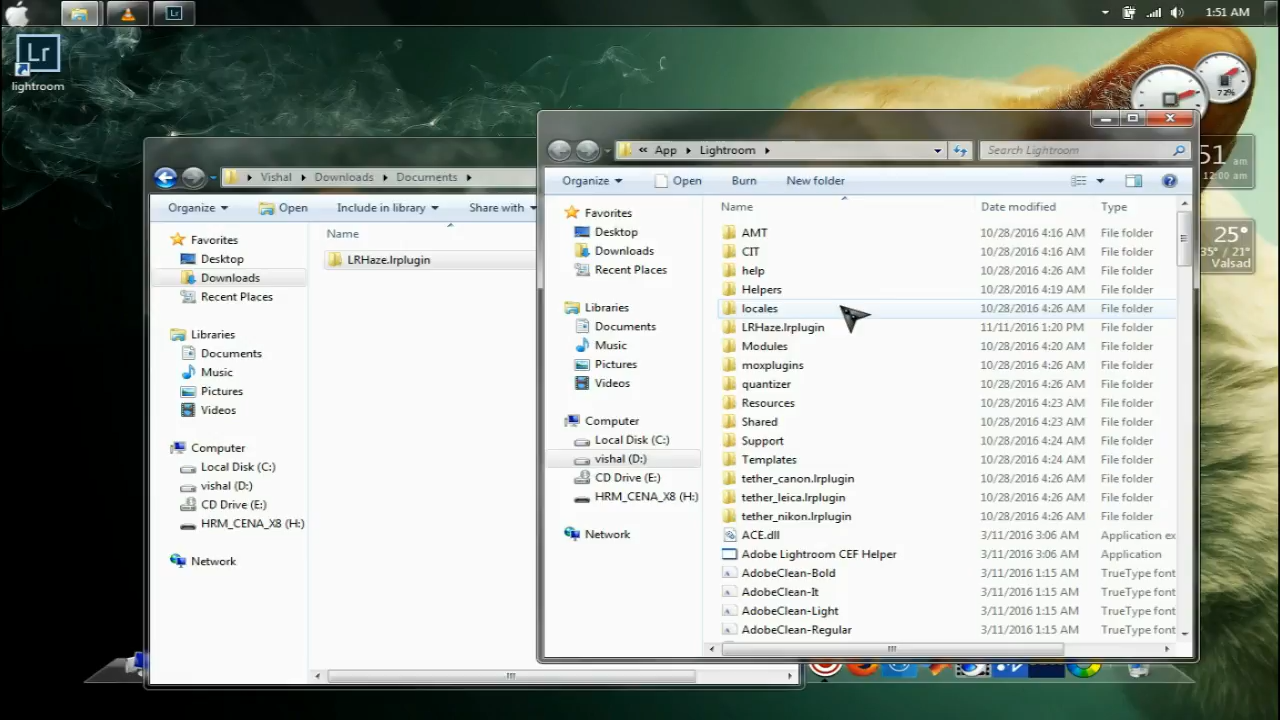 1:51 AM
Lr
lightroom
72%
51 am
12:00 am
25°
35° / 21°
Valsad
Vishal Downloads Documents
Organize Open Include in library Share with
Name
LRHaze.lrplugin
Favorites
Desktop
Downloads
Recent Places
Libraries
Documents
Music
Pictures
Videos
Computer
Local Disk (C:)
vishal (D:)
CD Drive (E:)
HRM_CENA_X8 (H:)
Network
« App Lightroom Search Lightroom
Organize Open Burn New folder
Favorites
Desktop
Downloads
Recent Places
Libraries
Documents
Music
Pictures
Videos
Computer
Local Disk (C:)
vishal (D:)
CD Drive (E:)
HRM_CENA_X8 (H:)
Network
Name Date modified Type
AMT 10/28/2016 4:16 AM File folder
CIT 10/28/2016 4:16 AM File folder
help 10/28/2016 4:26 AM File folder
Helpers 10/28/2016 4:19 AM File folder
locales 10/28/2016 4:26 AM File folder
LRHaze.lrplugin 11/11/2016 1:20 PM File folder
Modules 10/28/2016 4:26 AM File folder
moxplugins 10/28/2016 4:26 AM File folder
quantizer 10/28/2016 4:26 AM File folder
Resources 10/28/2016 4:23 AM File folder
Shared 10/28/2016 4:23 AM File folder
Support 10/28/2016 4:24 AM File folder
Templates 10/28/2016 4:24 AM File folder
tether_canon.lrplugin 10/28/2016 4:26 AM File folder
tether_leica.lrplugin 10/28/2016 4:26 AM File folder
tether_nikon.lrplugin 10/28/2016 4:26 AM File folder
ACE.dll 3/11/2016 3:06 AM Application ex
Adobe Lightroom CEF Helper 3/11/2016 3:06 AM Application
AdobeClean-Bold 3/11/2016 1:15 AM TrueType font
AdobeClean-It 3/11/2016 1:15 AM TrueType font
AdobeClean-Light 3/11/2016 1:15 AM TrueType font
AdobeClean-Regular 3/11/2016 1:15 AM TrueType font